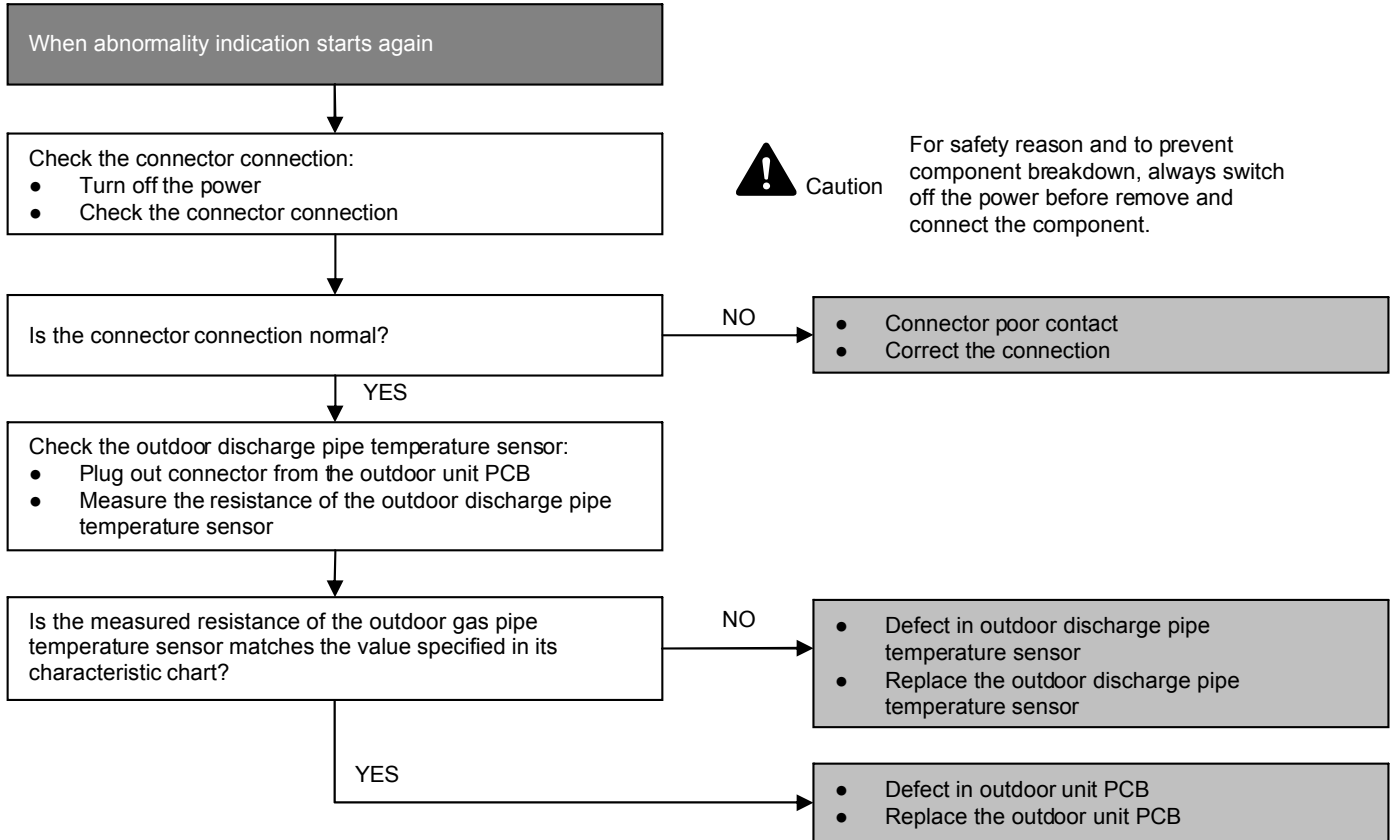 When abnormality indication starts again
Check the connector connection:
● Turn off the power
● Check the connector connection
Caution
For safety reason and to prevent
component breakdown, always switch
off the power before remove and
connect the component.
Is the connector connection normal?
NO
● Connector poor contact
● Correct the connection
YES
Check the outdoor discharge pipe temperature sensor:
● Plug out connector from the outdoor unit PCB
● Measure the resistance of the outdoor discharge pipe
temperature sensor
Is the measured resistance of the outdoor gas pipe
temperature sensor matches the value specified in its
characteristic chart?
NO
● Defect in outdoor discharge pipe
temperature sensor
● Replace the outdoor discharge pipe
temperature sensor
YES
● Defect in outdoor unit PCB
● Replace the outdoor unit PCB